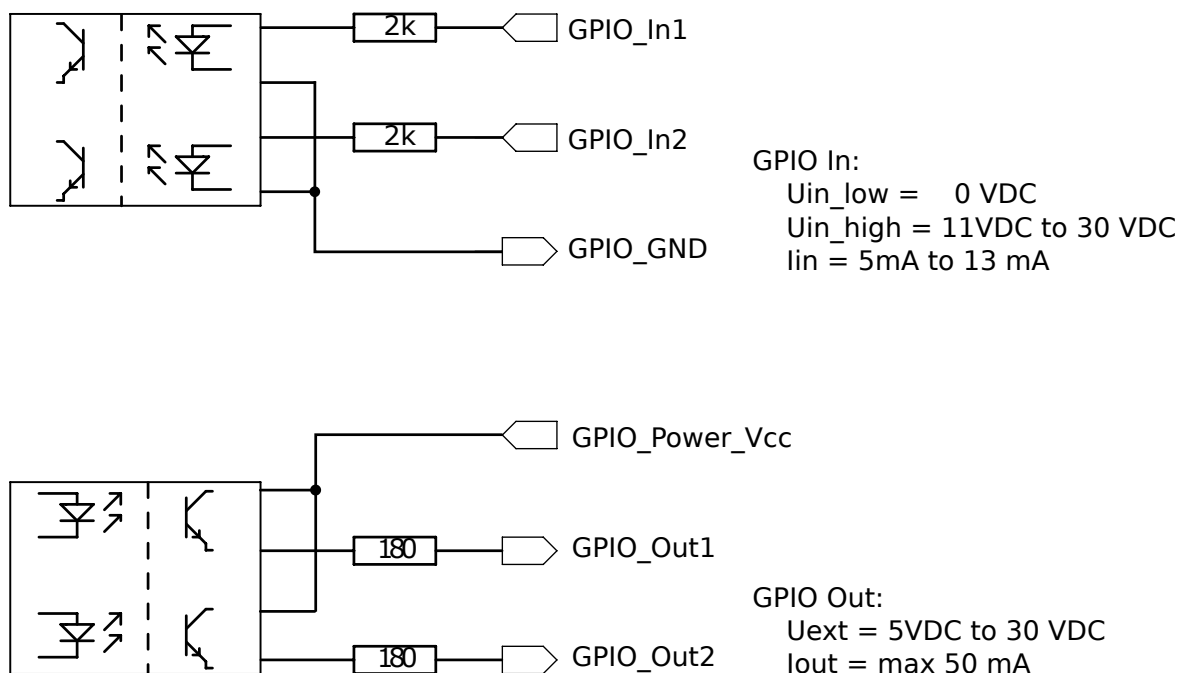 2k
GPIO_In1
2k
GPIO_In2
GPIO_GND
GPIO In:
Uin_low = 0 VDC
Uin_high = 11VDC to 30 VDC
Iin = 5mA to 13 mA
GPIO_Power_Vcc
180
GPIO_Out1
180
GPIO_Out2
GPIO Out:
Uext = 5VDC to 30 VDC
Iout = max 50 mA